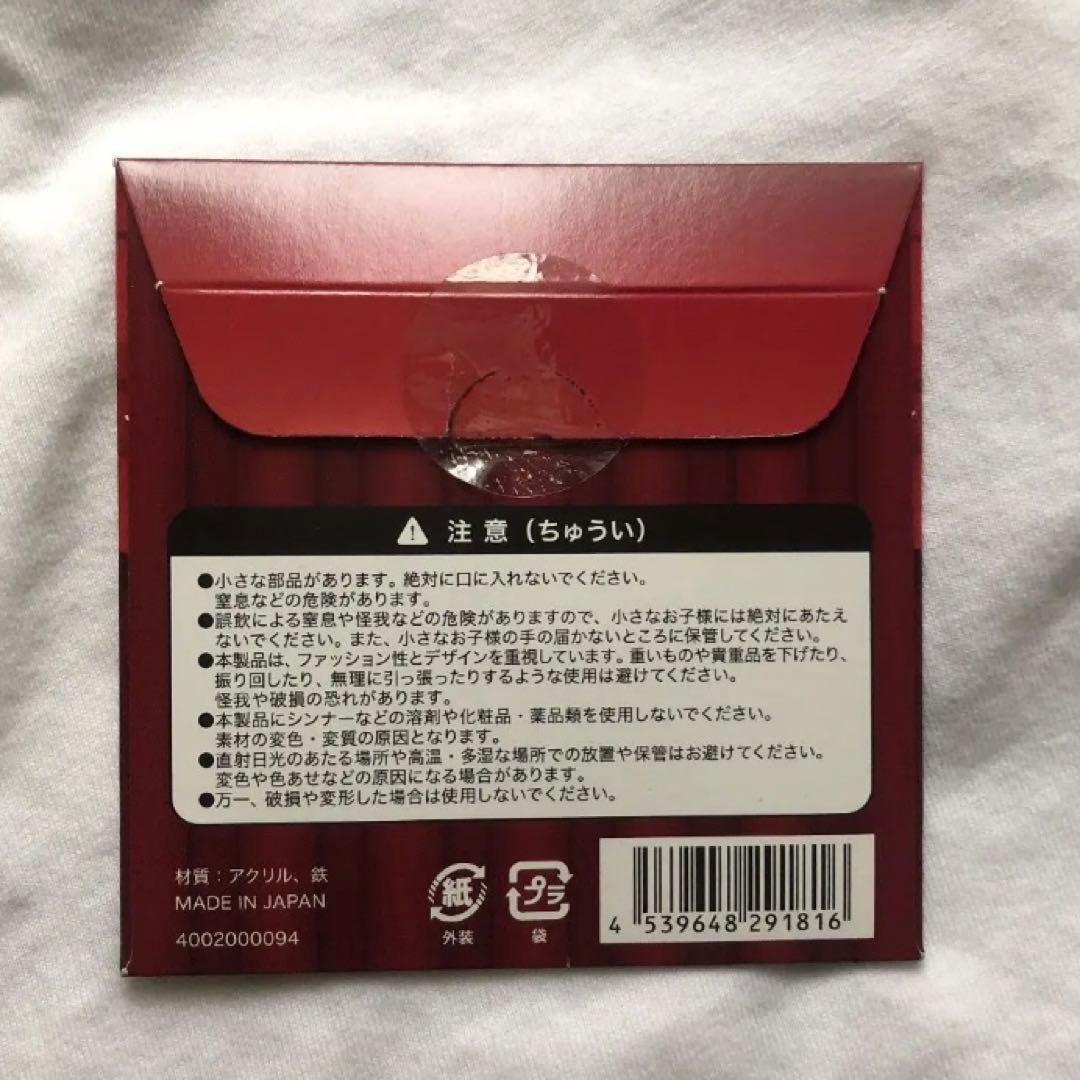 注意（ちゅうい）
●小さな部品があります。絶対に口に入れないでください。
窒息などの危険があります。
●誤飲による窒息や怪我などの危険がありますので、小さなお子様には絶対にあたえ
ないでください。また、小さなお子様の手の届かないところに保管してください。
●本製品は、ファッション性とデザインを重視しています。重いものや貴重品を下げたり、
振り回したり、無理に引っ張ったりするような使用は避けてください。
怪我や破損の恐れがあります。
●本製品にシンナーなどの溶剤や化粧品・薬品類を使用しないでください。
素材の変色・変質の原因となります。
●直射日光のあたる場所や高温・多湿な場所での放置や保管はお避けてください。
変色や色あせなどの原因になる場合があります。
●万一、破損や変形した場合は使用しないでください。
材質：アクリル、鉄
MADE IN JAPAN
4002000094
紙
外装
プラ
袋
4 539648 291816